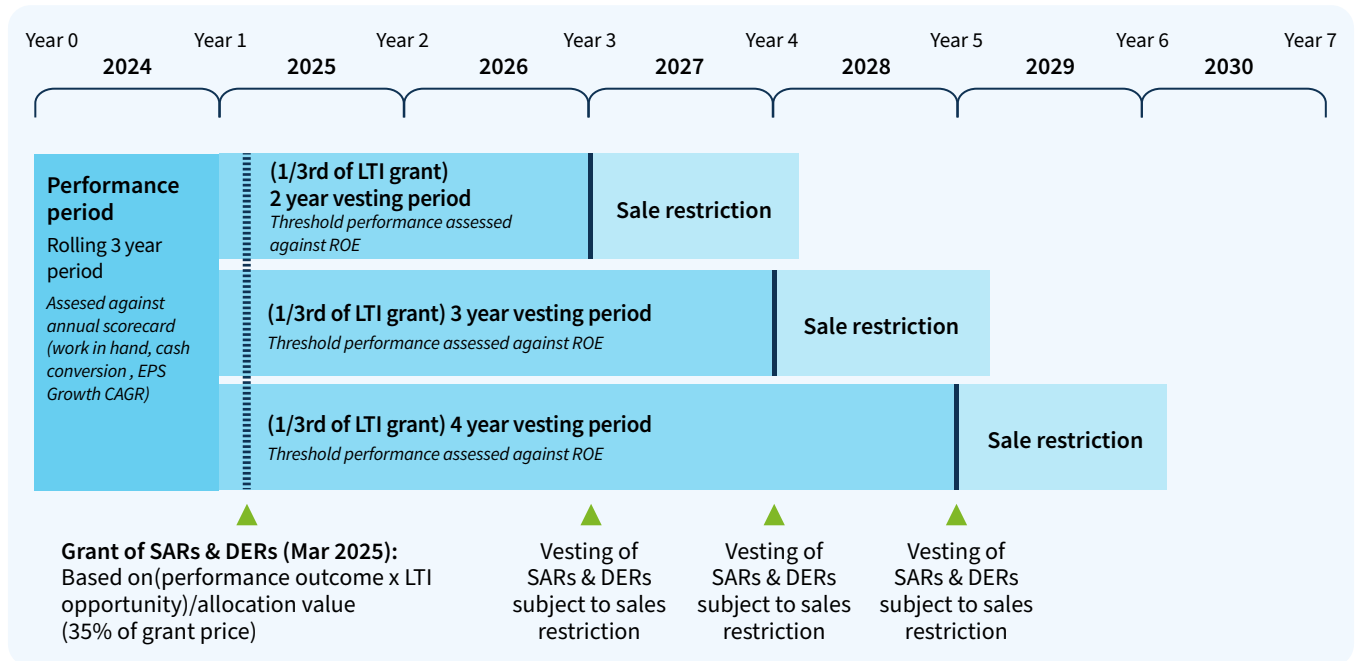 Year 0
Year 1
Year 2
Year 3
Year 4
Year 5
Year 6
Year 7
2024
2025
2026
2027
2028
2029
2030
Performance
period
Rolling 3 year
period
Assesed against
annual scorecard
(work in hand, cash
conversion , EPS
Growth CAGR)
(1/3rd of LTI grant)
2 year vesting period
Threshold performance assessed
against ROE
Sale restriction
(1/3rd of LTI grant) 3 year vesting period
Threshold performance assessed against ROE
Sale restriction
(1/3rd of LTI grant) 4 year vesting period
Threshold performance assessed against ROE
Sale restriction
Grant of SARs & DERs (Mar 2025):
Based on(performance outcome x LTI
opportunity)/allocation value
(35% of grant price)
Vesting of
SARs & DERs
subject to sales
restriction
Vesting of
SARs & DERs
subject to sales
restriction
Vesting of
SARs & DERs
subject to sales
restriction